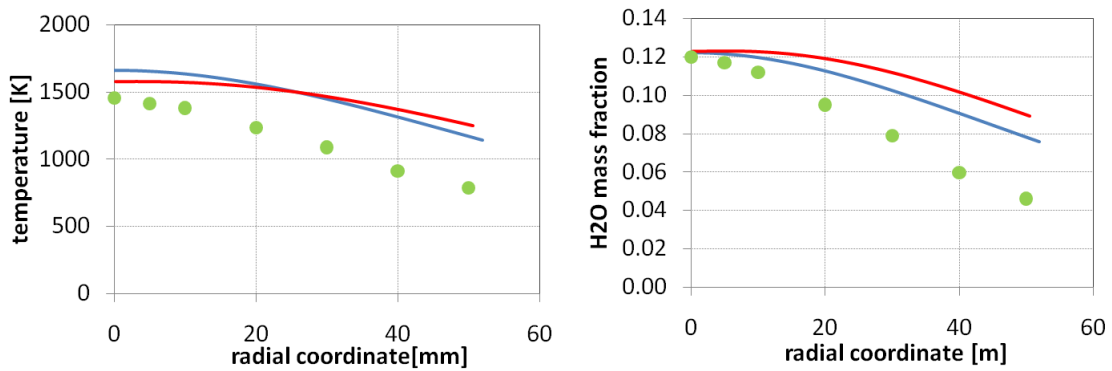 2000
1500
1000
500
0
temperature [K]
0 20 40 60
radial coordinate[mm]
0.14
0.12
0.10
0.08
0.06
0.04
0.02
0.00
H2O mass fraction
0 20 40 60
radial coordinate [m]